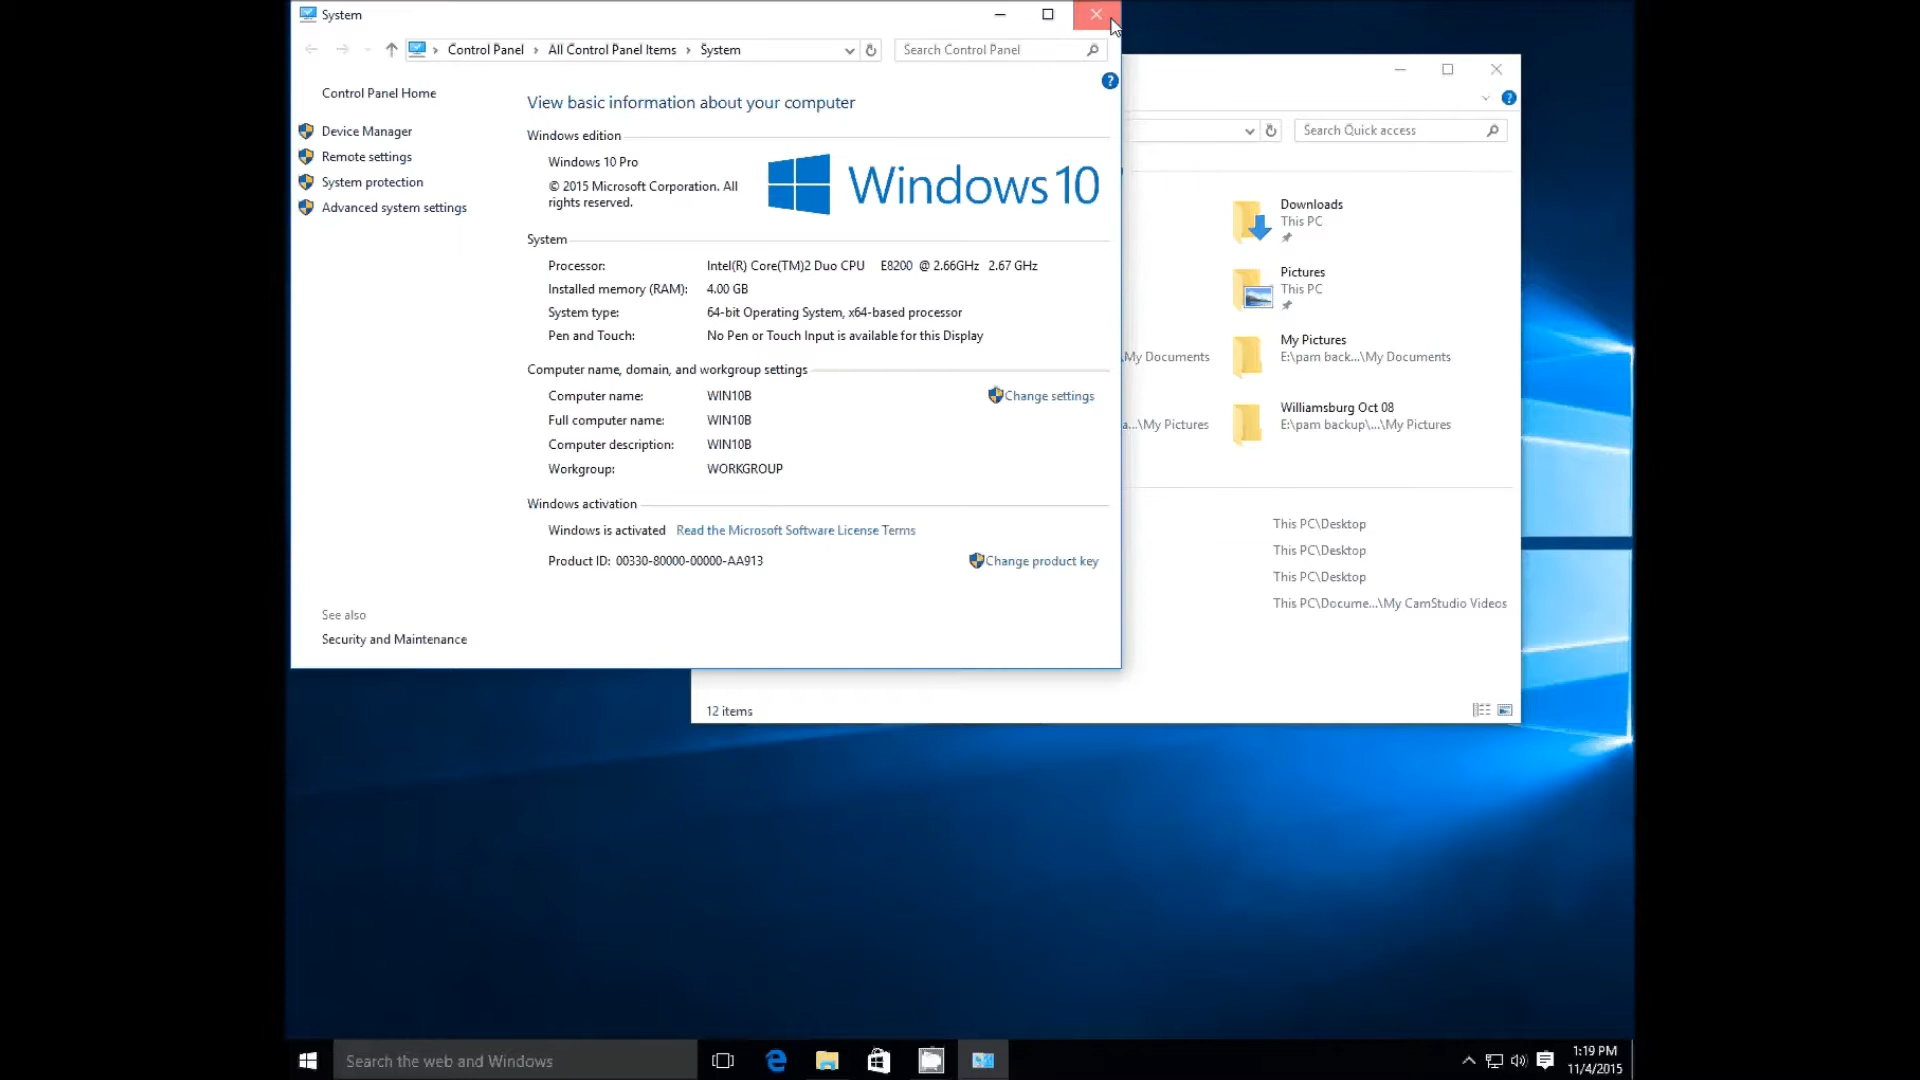 System
Control Panel › All Control Panel Items › System
Search Control Panel
Control Panel Home
Device Manager
Remote settings
System protection
Advanced system settings
See also
Security and Maintenance
View basic information about your computer
Windows edition
Windows 10 Pro
© 2015 Microsoft Corporation. All
rights reserved.
Windows 10
System
Processor: Intel(R) Core(TM)2 Duo CPU E8200 @ 2.66GHz 2.67 GHz
Installed memory (RAM): 4.00 GB
System type: 64-bit Operating System, x64-based processor
Pen and Touch: No Pen or Touch Input is available for this Display
Computer name, domain, and workgroup settings
Computer name: WIN10B
Change settings
Full computer name: WIN10B
Computer description: WIN10B
Workgroup: WORKGROUP
Windows activation
Windows is activated Read the Microsoft Software License Terms
Product ID: 00330-80000-00000-AA913
Change product key
Search Quick access
Downloads
This PC
Pictures
This PC
My Pictures
\My Documents
E:\pam back...\My Documents
Williamsburg Oct 08
a...\My Pictures
E:\pam backup\...\My Pictures
This PC\Desktop
This PC\Desktop
This PC\Desktop
This PC\Docume...\My CamStudio Videos
12 items
Search the web and Windows
1:19 PM
11/4/2015